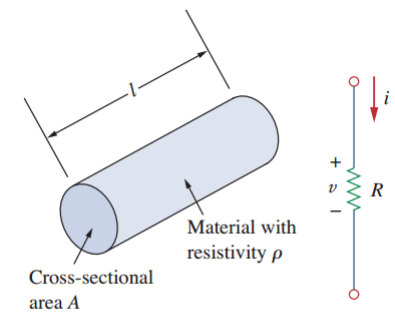 l
i
+
v
R
−
Material with
resistivity ρ
Cross-sectional
area A